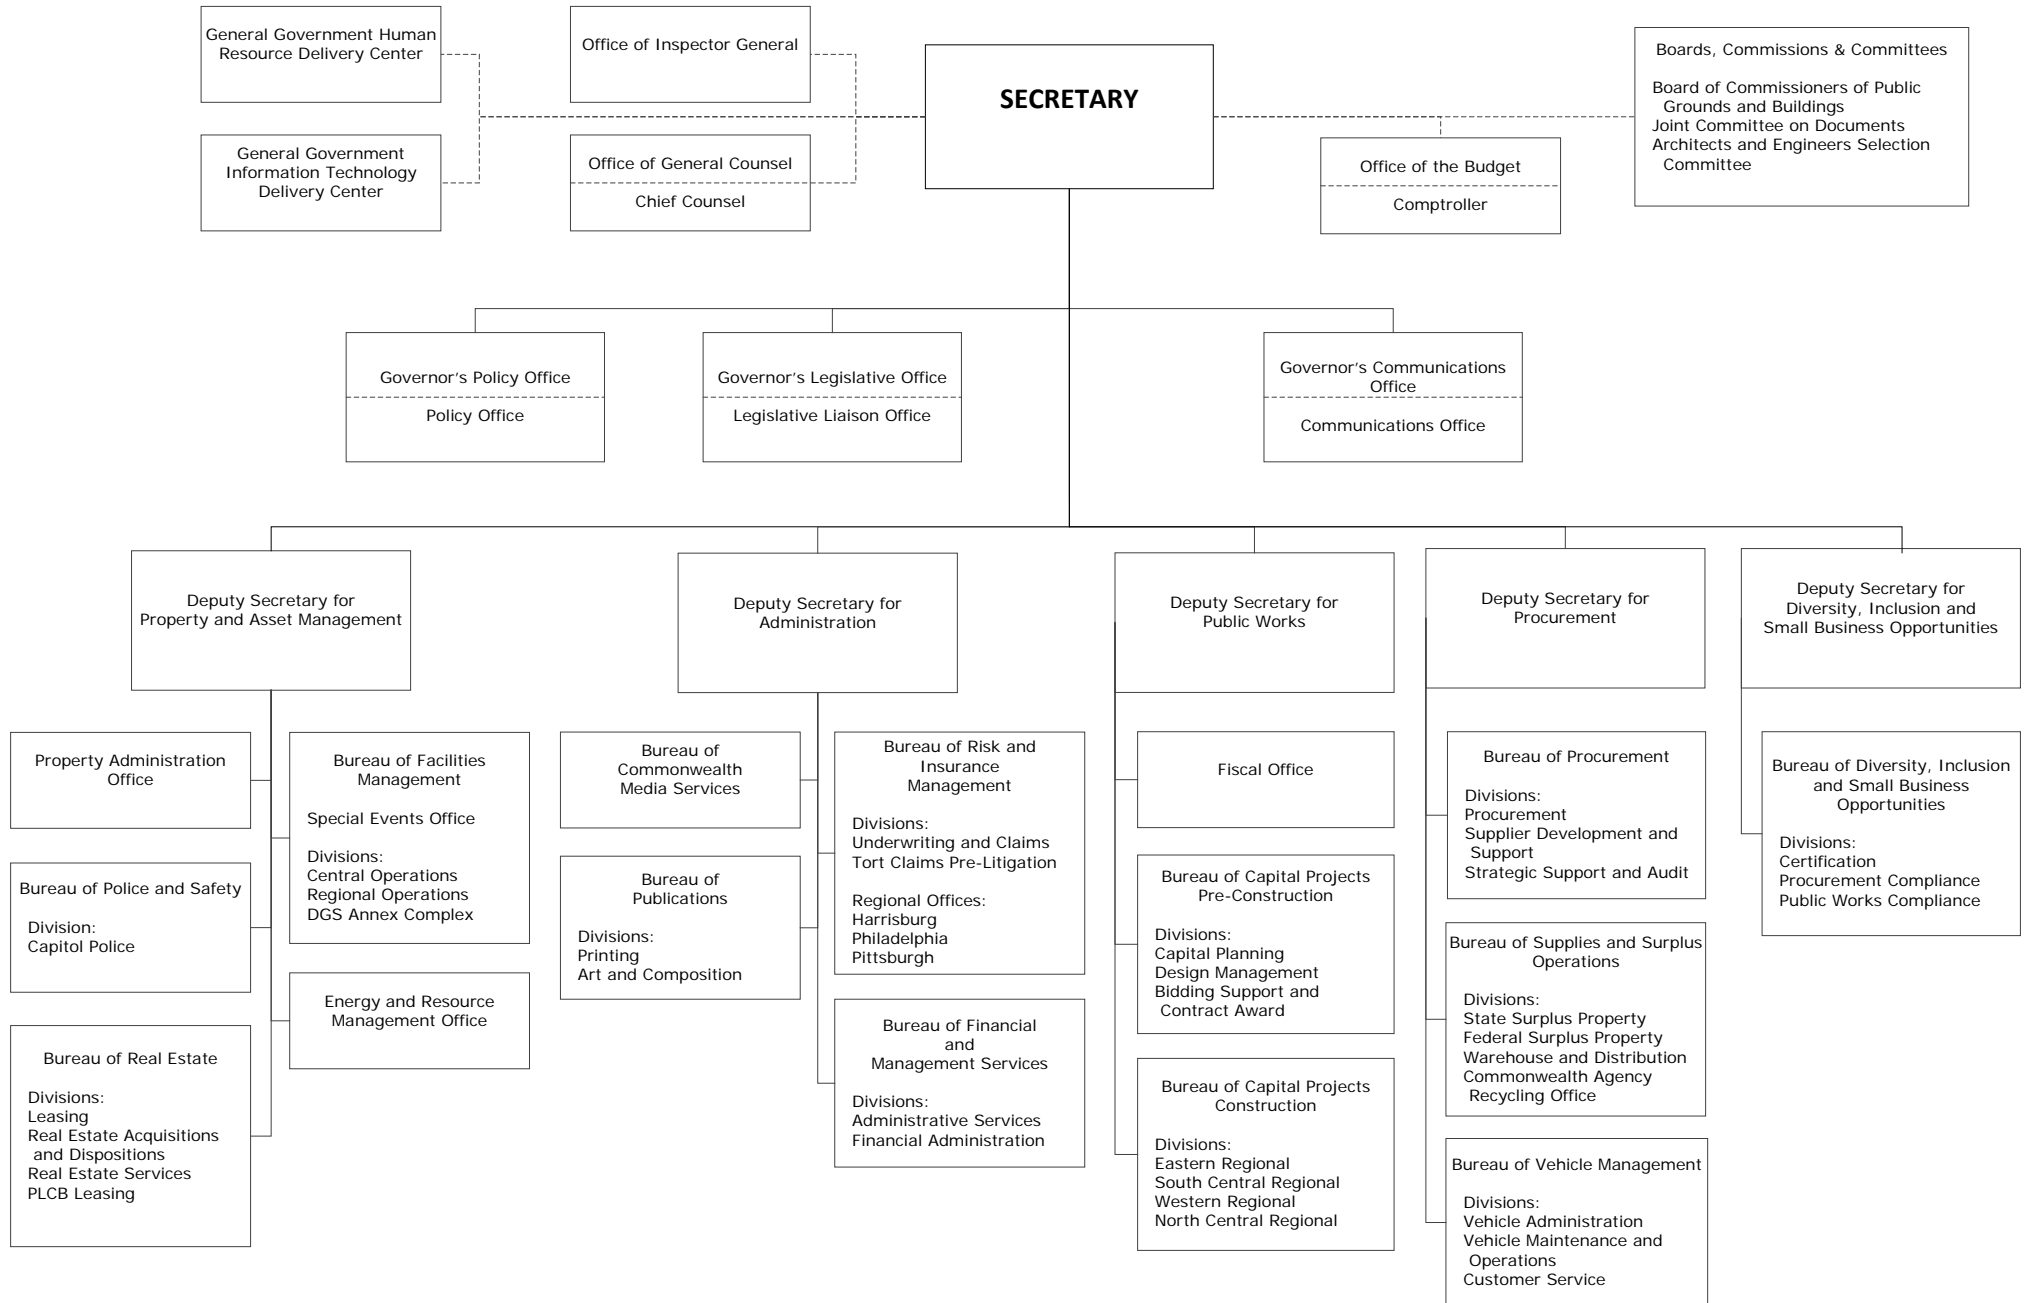 General Government Human
Resource Delivery Center
Office of Inspector General
SECRETARY
Boards, Commissions & Committees
Board of Commissioners of Public
Grounds and Buildings
Joint Committee on Documents
Architects and Engineers Selection
Committee
General Government
Information Technology
Delivery Center
Office of General Counsel
Chief Counsel
Office of the Budget
Comptroller
Governor's Policy Office
Policy Office
Governor's Legislative Office
Legislative Liaison Office
Governor's Communications
Office
Communications Office
Deputy Secretary for
Property and Asset Management
Deputy Secretary for
Administration
Deputy Secretary for
Public Works
Deputy Secretary for
Procurement
Deputy Secretary for
Diversity, Inclusion and
Small Business Opportunities
Property Administration
Office
Bureau of Police and Safety
Division:
Capitol Police
Bureau of Real Estate
Divisions:
Leasing
Real Estate Acquisitions
and Dispositions
Real Estate Services
PLCB Leasing
Bureau of Facilities
Management
Special Events Office
Divisions:
Central Operations
Regional Operations
DGS Annex Complex
Energy and Resource
Management Office
Bureau of
Commonwealth
Media Services
Bureau of
Publications
Divisions:
Printing
Art and Composition
Bureau of Risk and
Insurance
Management
Divisions:
Underwriting and Claims
Tort Claims Pre-Litigation
Regional Offices:
Harrisburg
Philadelphia
Pittsburgh
Bureau of Financial
and
Management Services
Divisions:
Administrative Services
Financial Administration
Fiscal Office
Bureau of Capital Projects
Pre-Construction
Divisions:
Capital Planning
Design Management
Bidding Support and
Contract Award
Bureau of Capital Projects
Construction
Divisions:
Eastern Regional
South Central Regional
Western Regional
North Central Regional
Bureau of Procurement
Divisions:
Procurement
Supplier Development and
Support
Strategic Support and Audit
Bureau of Supplies and Surplus
Operations
Divisions:
State Surplus Property
Federal Surplus Property
Warehouse and Distribution
Commonwealth Agency
Recycling Office
Bureau of Vehicle Management
Divisions:
Vehicle Administration
Vehicle Maintenance and
Operations
Customer Service
Bureau of Diversity, Inclusion
and Small Business
Opportunities
Divisions:
Certification
Procurement Compliance
Public Works Compliance